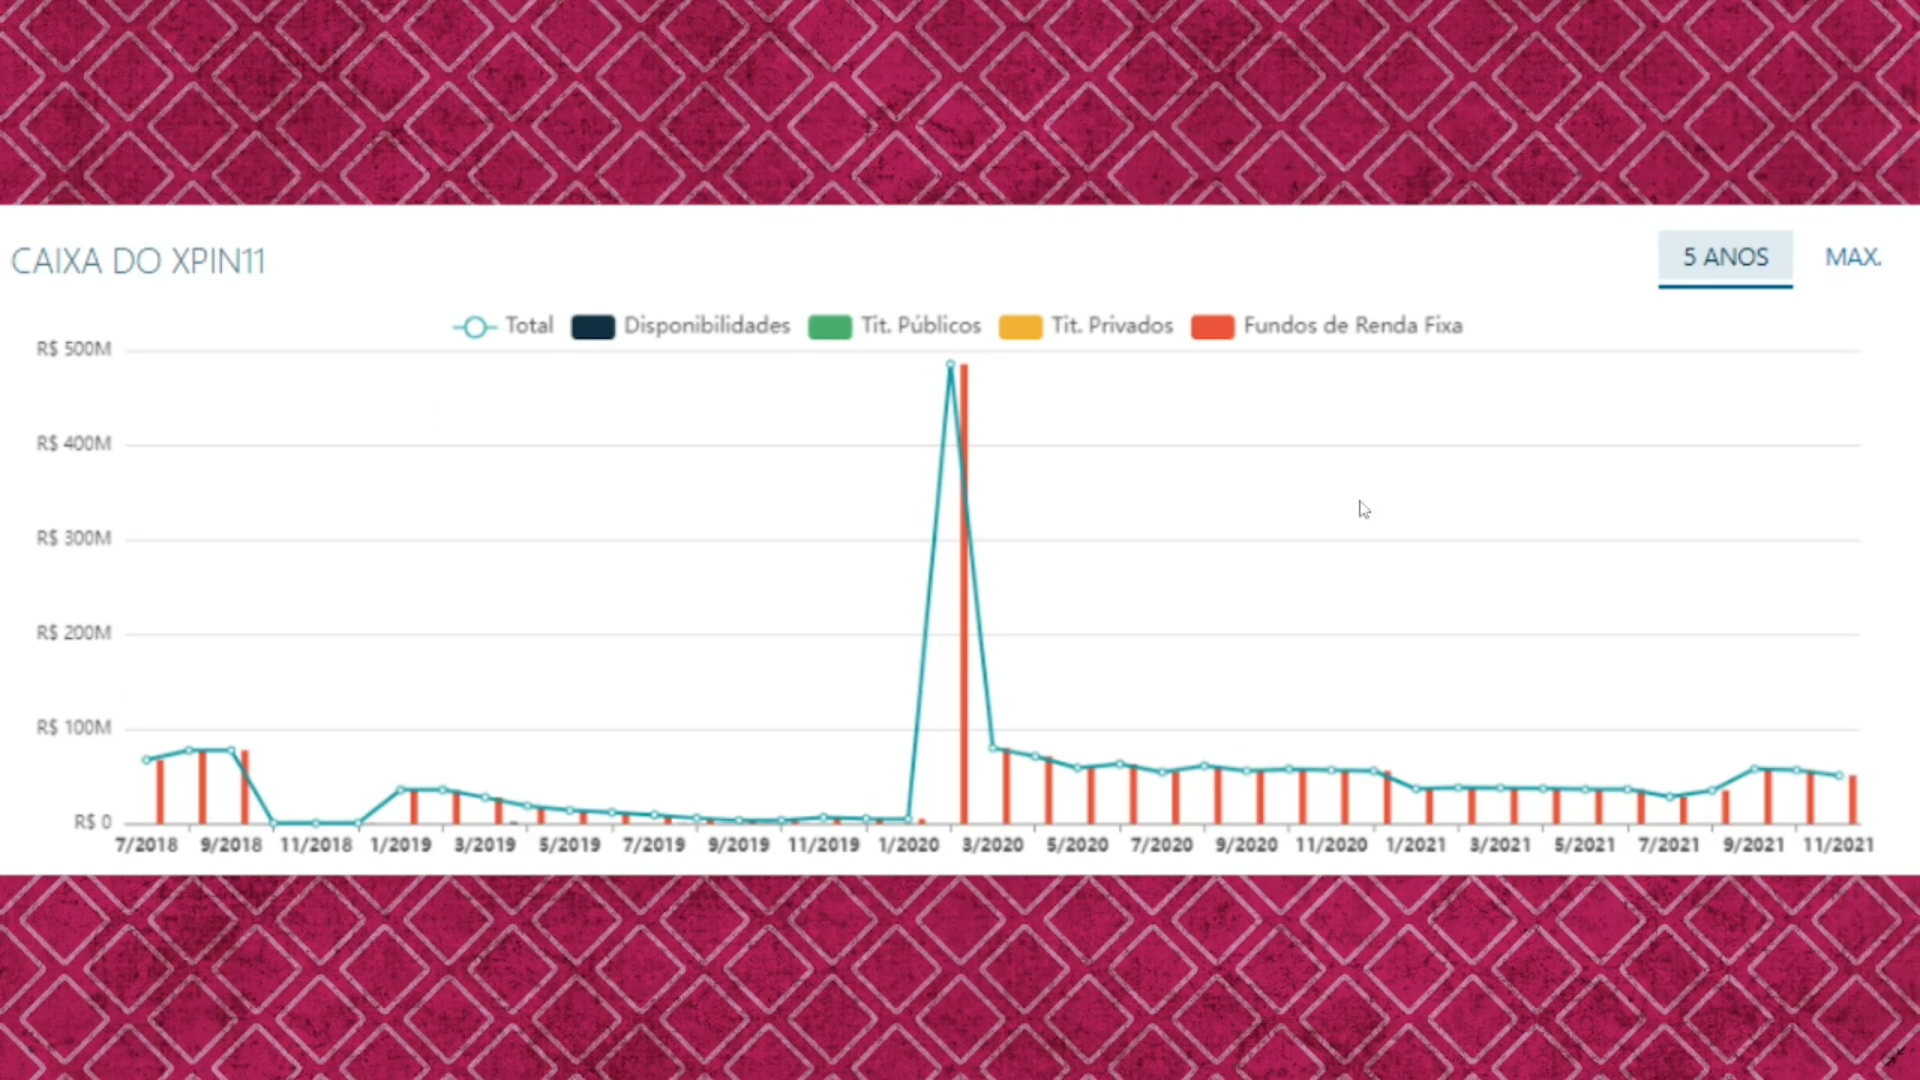 CAIXA DO XPIN11
5 ANOS MAX.
Total Disponibilidades Tit. Públicos Tit. Privados Fundos de Renda Fixa
R$ 500M
R$ 400M
R$ 300M
R$ 200M
R$ 100M
R$ 0
7/2018 9/2018 11/2018 1/2019 3/2019 5/2019 7/2019 9/2019 11/2019 1/2020 3/2020 5/2020 7/2020 9/2020 11/2020 1/2021 3/2021 5/2021 7/2021 9/2021 11/2021